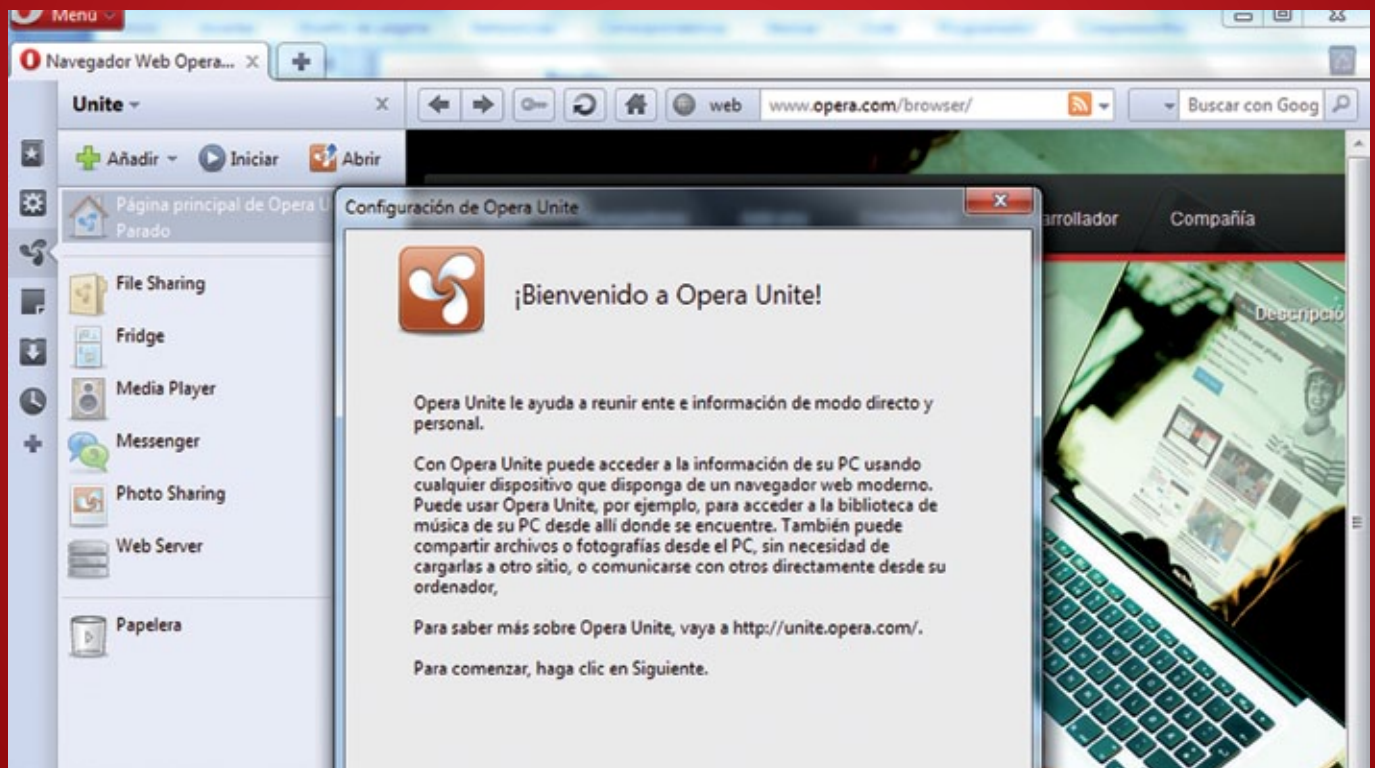 Menú
Navegador Web Opera...
Unite
web
www.opera.com/browser/
Buscar con Goog
Añadir
Iniciar
Abrir
Página principal de Opera U
Parado
File Sharing
Fridge
Media Player
Messenger
Photo Sharing
Web Server
Papelera
Configuración de Opera Unite
arrollador
Compañía
Descripció
¡Bienvenido a Opera Unite!
Opera Unite le ayuda a reunir ente e información de modo directo y
personal.
Con Opera Unite puede acceder a la información de su PC usando
cualquier dispositivo que disponga de un navegador web moderno.
Puede usar Opera Unite, por ejemplo, para acceder a la biblioteca de
música de su PC desde allí donde se encuentre. También puede
compartir archivos o fotografías desde el PC, sin necesidad de
cargarlas a otro sitio, o comunicarse con otros directamente desde su
ordenador,
Para saber más sobre Opera Unite, vaya a http://unite.opera.com/.
Para comenzar, haga clic en Siguiente.